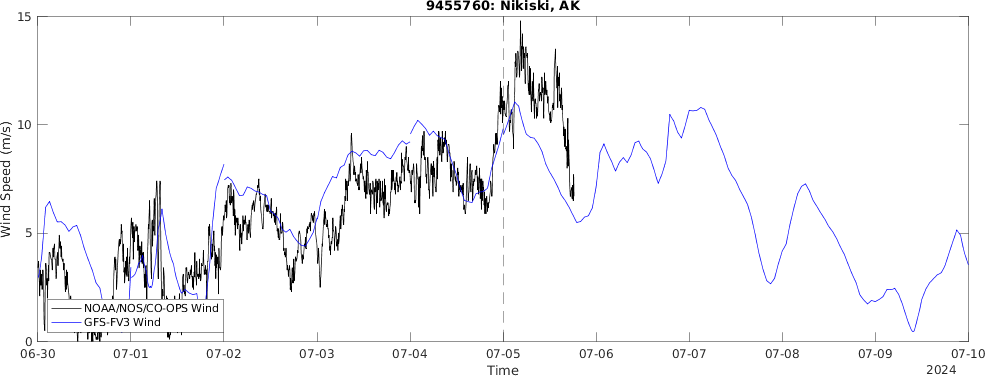 9455760: Nikiski, AK
Wind Speed (m/s)
15
10
5
0
NOAA/NOS/CO-OPS Wind
GFS-FV3 Wind
06-30 07-01 07-02 07-03 07-04 07-05 07-06 07-07 07-08 07-09 07-10
Time
2024